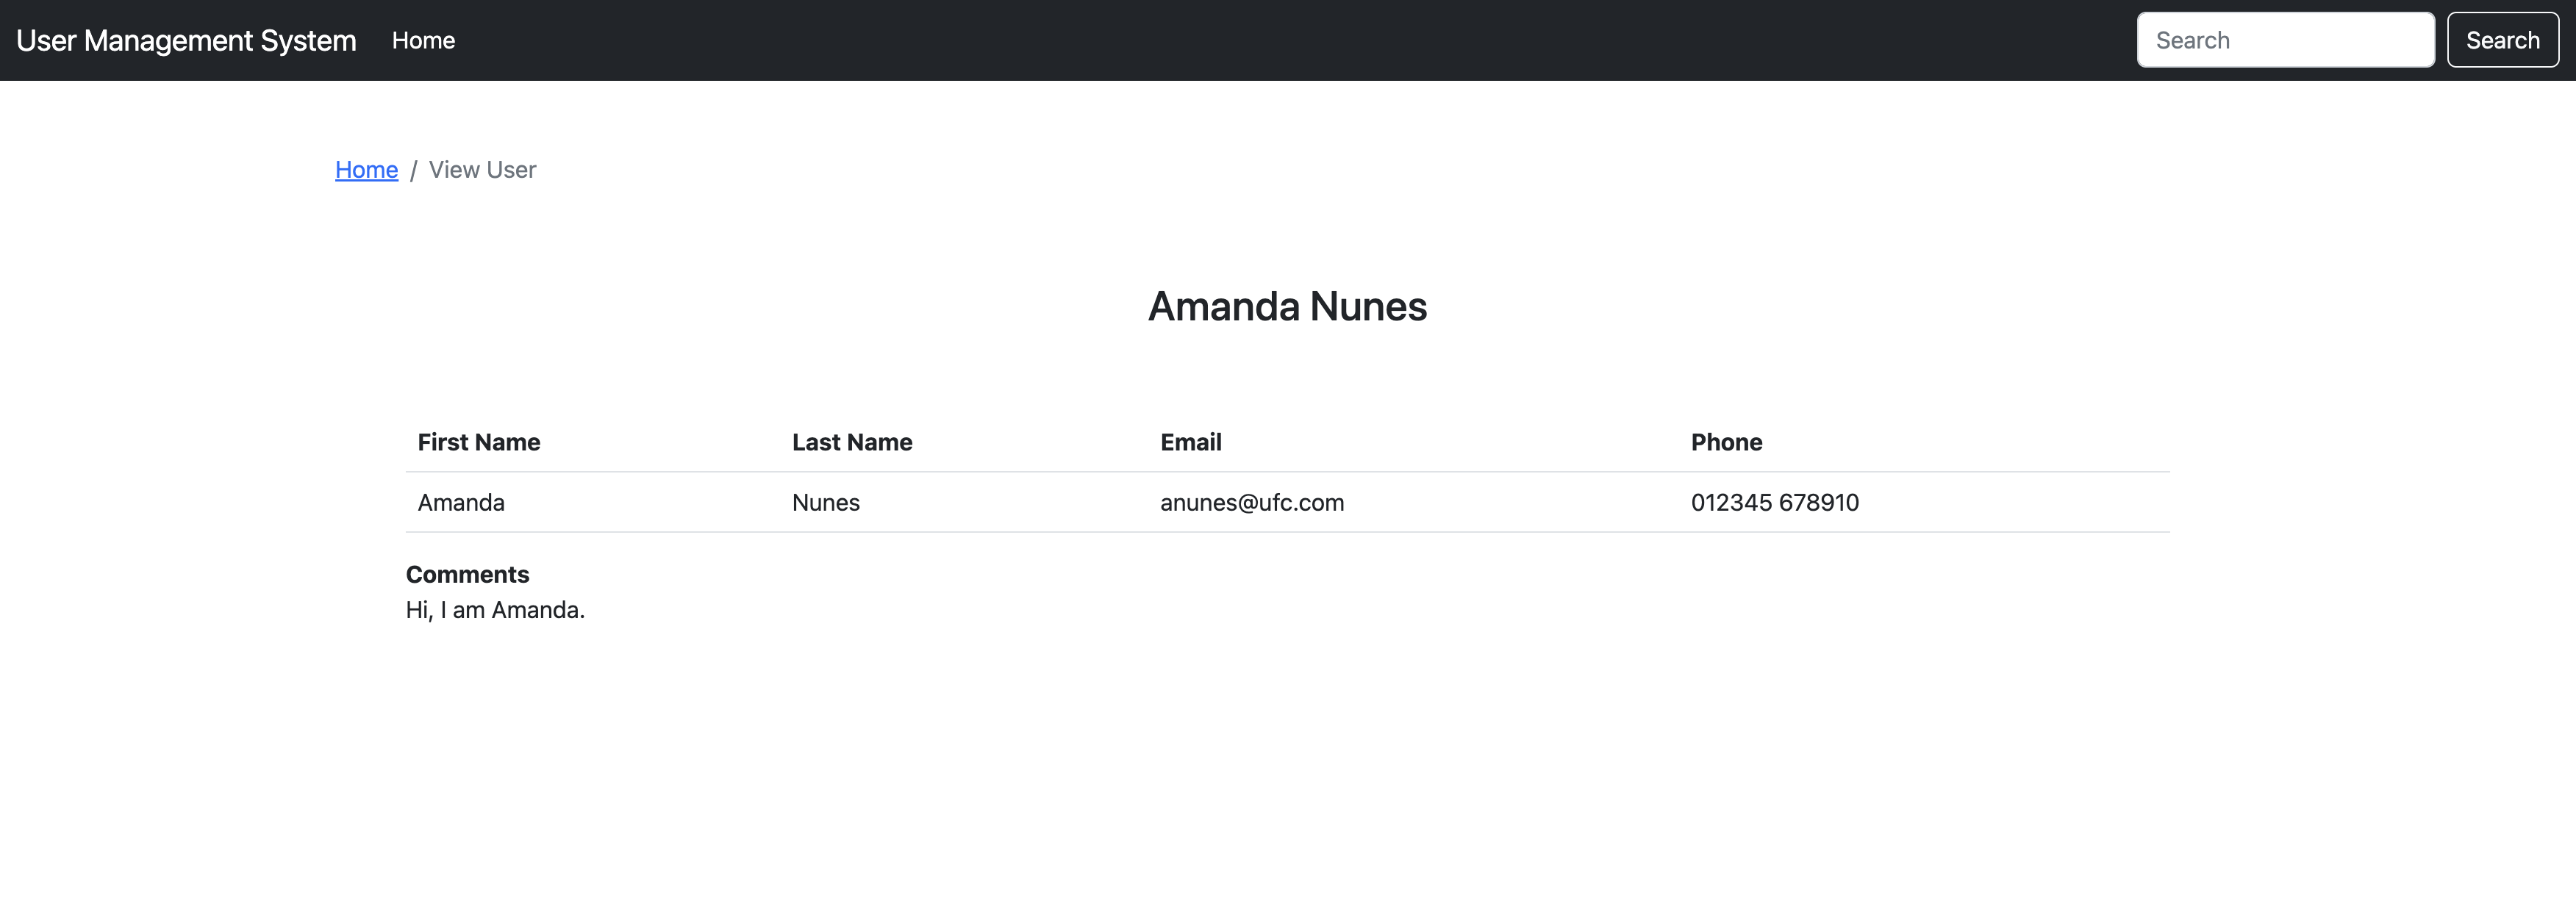 User Management System Home Search Search
Home / View User
Amanda Nunes
First Name Last Name Email Phone
Amanda Nunes anunes@ufc.com 012345 678910
Comments
Hi, I am Amanda.